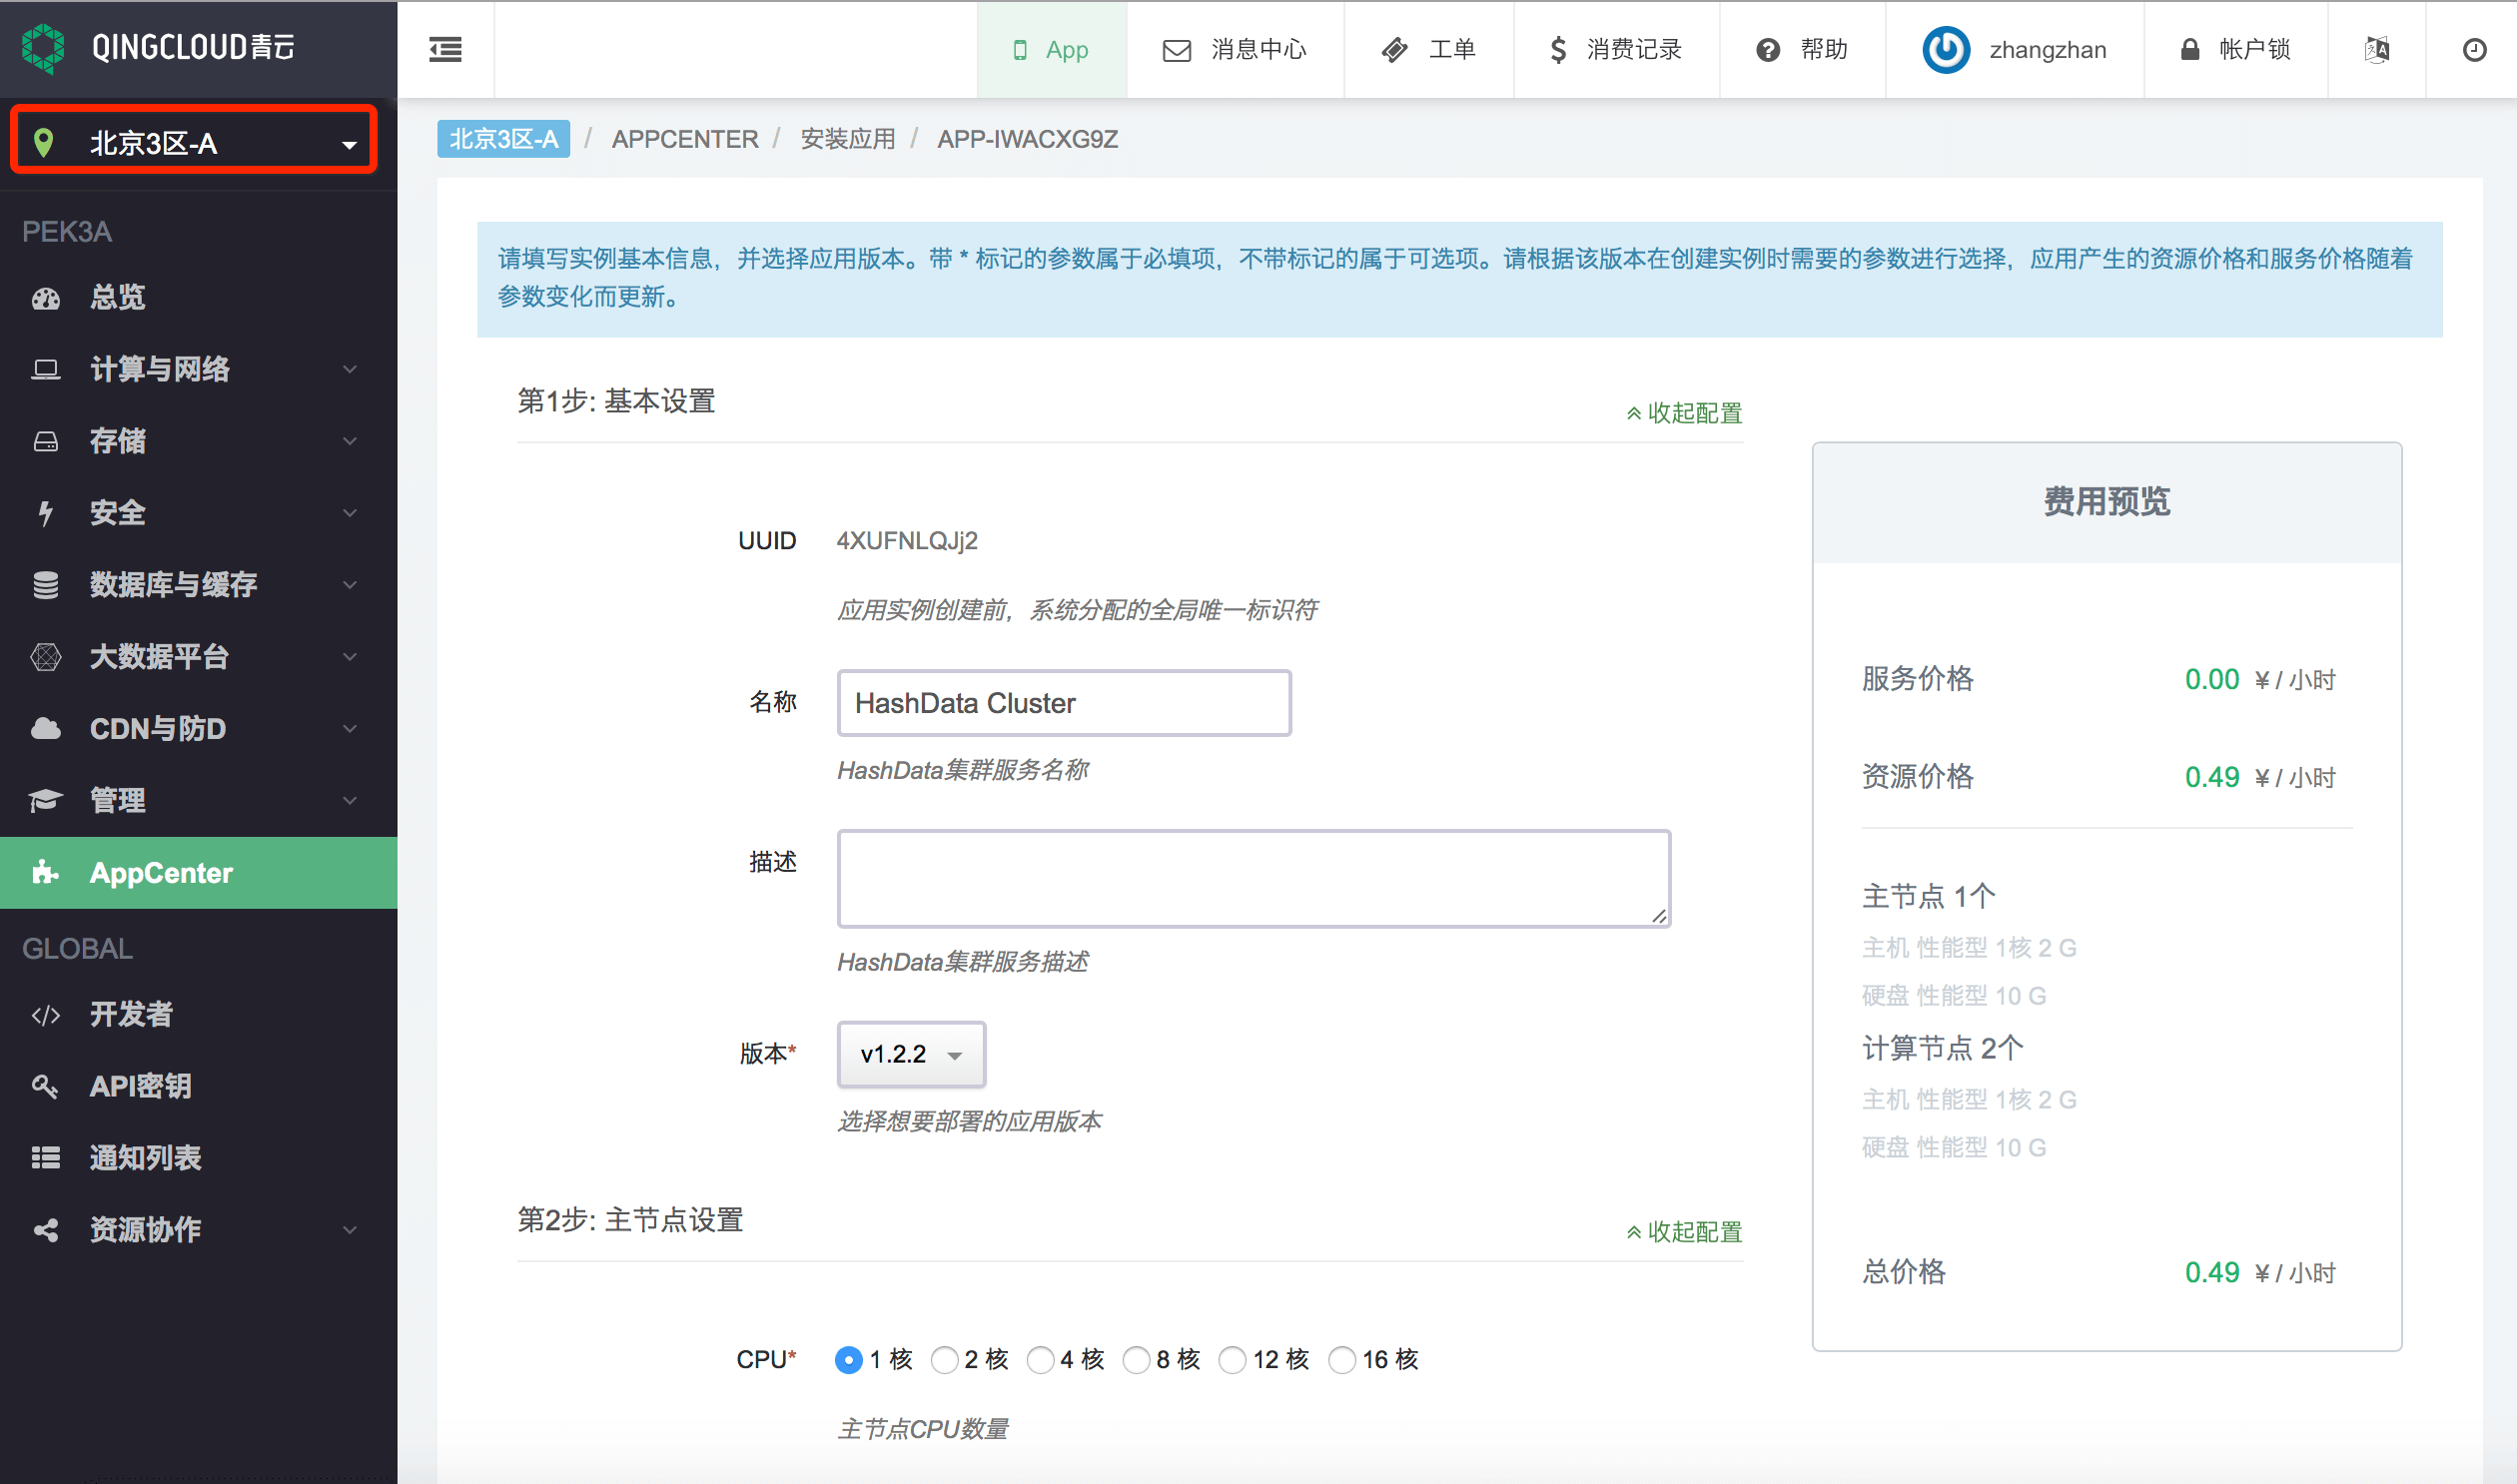 QINGCLOUD青云
App
消息中心
工单
消费记录
帮助
zhangzhan
帐户锁
北京3区-A
PEK3A
总览
计算与网络
存储
安全
数据库与缓存
大数据平台
CDN与防D
管理
AppCenter
GLOBAL
开发者
API密钥
通知列表
资源协作
北京3区-A / APPCENTER / 安装应用 / APP-IWACXG9Z
请填写实例基本信息，并选择应用版本。带 * 标记的参数属于必填项，不带标记的属于可选项。请根据该版本在创建实例时需要的参数进行选择，应用产生的资源价格和服务价格随着
参数变化而更新。
第1步: 基本设置
收起配置
UUID 4XUFNLQJj2
应用实例创建前，系统分配的全局唯一标识符
名称 HashData Cluster
HashData集群服务名称
描述
HashData集群服务描述
版本* v1.2.2
选择想要部署的应用版本
第2步: 主节点设置
收起配置
CPU* 1 核 2 核 4 核 8 核 12 核 16 核
主节点CPU数量
费用预览
服务价格 0.00 ¥ / 小时
资源价格 0.49 ¥ / 小时
主节点 1个
主机 性能型 1核 2 G
硬盘 性能型 10 G
计算节点 2个
主机 性能型 1核 2 G
硬盘 性能型 10 G
总价格 0.49 ¥ / 小时